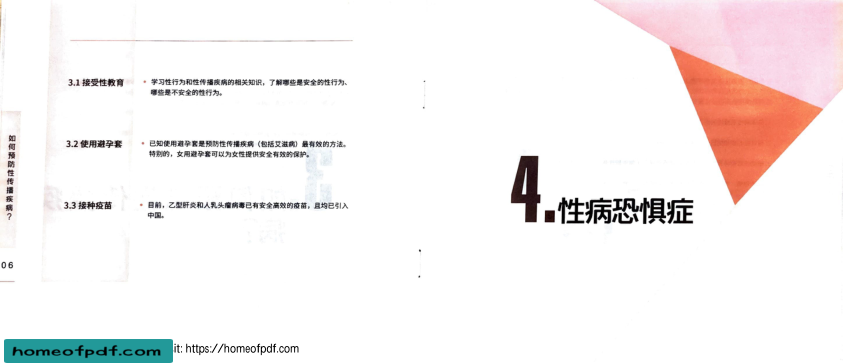 3.1 接受性教育
• 学习性行为和性传播疾病的相关知识，了解哪些是安全的性行为、
哪些是不安全的性行为。
3.2 使用避孕套
• 已知使用避孕套是预防性传播疾病（包括艾滋病）最有效的方法。
特别的，女用避孕套可以为女性提供安全有效的保护。
3.3 接种疫苗
• 目前，乙型肝炎和人乳头瘤病毒已有安全高效的疫苗，且均已引入
中国。
如何预防性传播疾病？
06
4.性病恐惧症
homeofpdf.com
it: https://homeofpdf.com